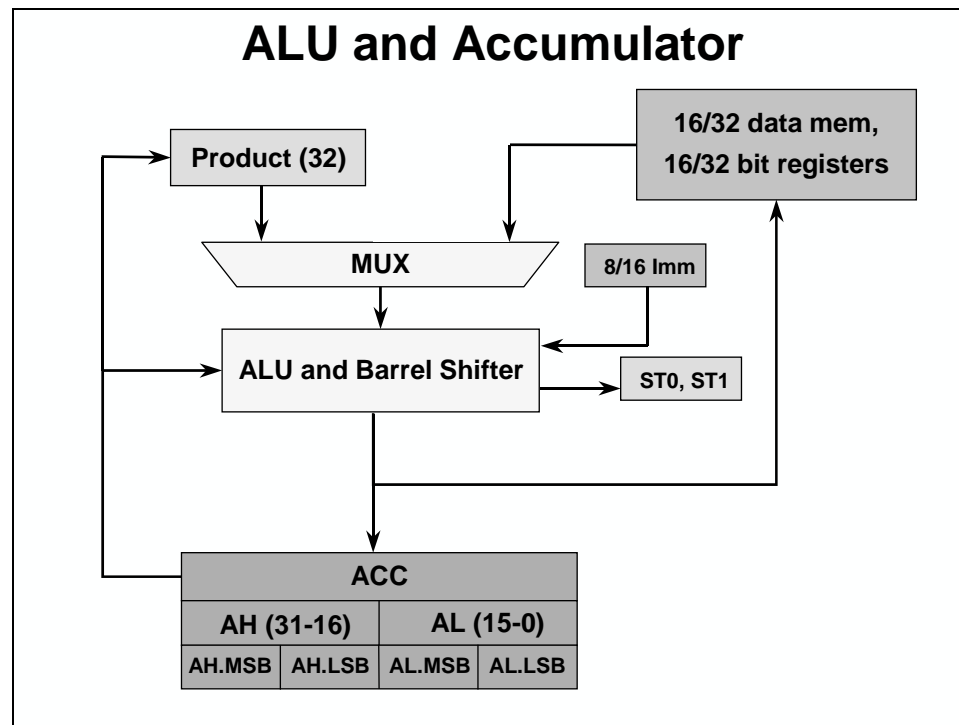 ALU and Accumulator
16/32 data mem,
16/32 bit registers
Product (32)
MUX
8/16 Imm
ALU and Barrel Shifter
ST0, ST1
ACC
AH (31-16)
AL (15-0)
AH.MSB
AH.LSB
AL.MSB
AL.LSB